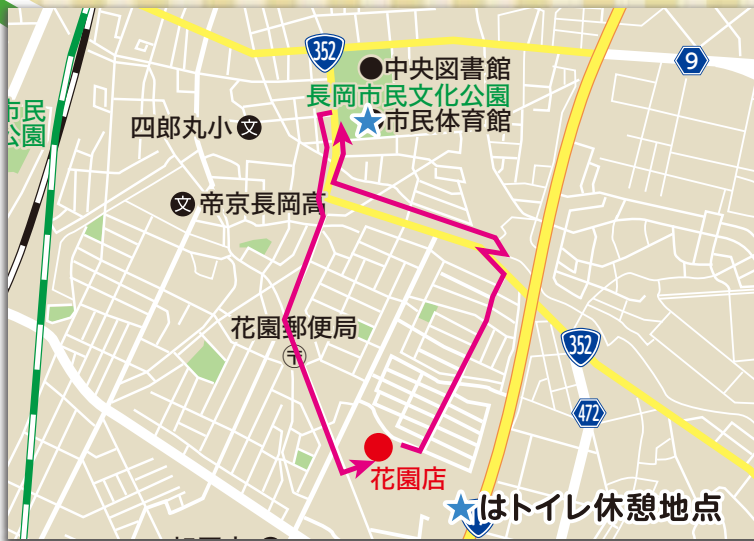 352
中央図書館
9
長岡市民文化公園
市民
公園
四郎丸小
文
市民体育館
文
帝京長岡高
花園郵便局
〒
352
472
花園店
★はトイレ休憩地点